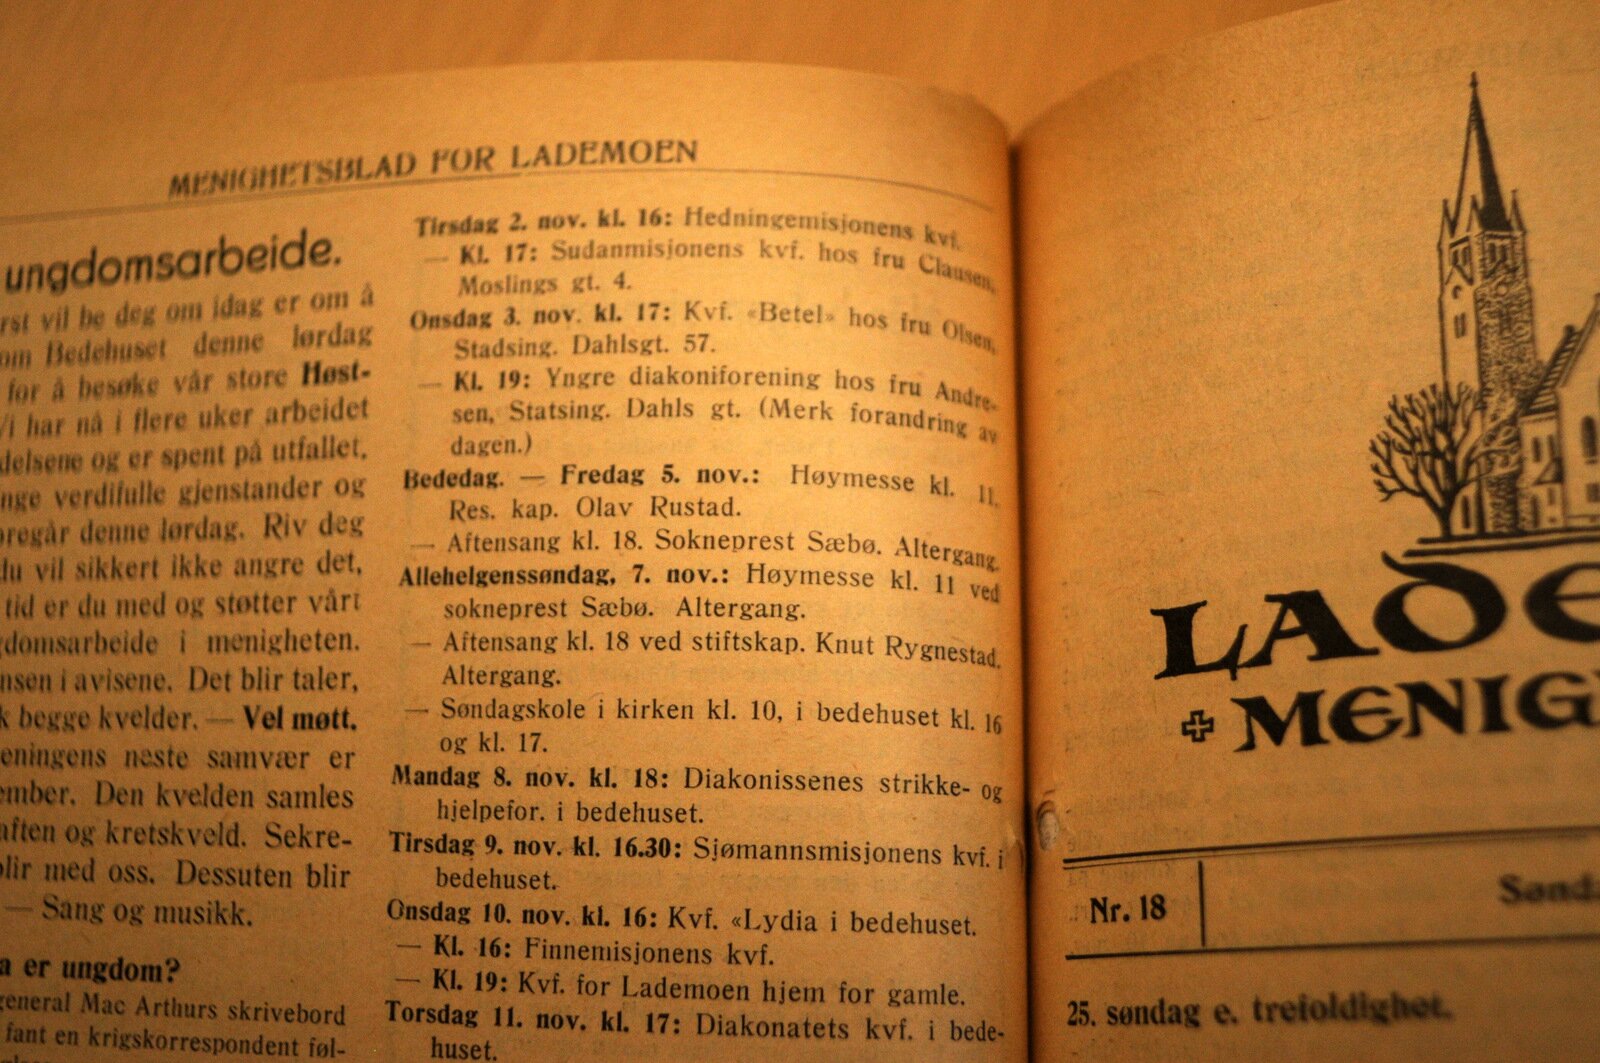 MENIGHETSBLAD FOR LADEMOEN
ungdomsarbeide.
rst vil be deg om idag er om å
om Bedehuset denne lørdag
for å besøke vår store Høst-
Vi har nå i flere uker arbeidet
delsene og er spent på utfallet,
nge verdifulle gjenstander og
oregår denne lørdag. Riv deg
du vil sikkert ikke angre det,
tid er du med og støtter vårt
gdomsarbeide i menigheten.
nsen i avisene. Det blir taler,
k begge kvelder. — Vel møtt.
eningens neste samvær er
ember. Den kvelden samles
aften og kretskveld. Sekre-
lir med oss. Dessuten blir
— Sang og musikk.
a er ungdom?
general Mac Arthurs skrivebord
fant en krigskorrespondent føl-
Tirsdag 2. nov. kl. 16: Hedningemisjonens kvf.
— Kl. 17: Sudanmisjonens kvf. hos fru Clausen,
Moslings gt. 4.
Onsdag 3. nov. kl. 17: Kvf. «Betel» hos fru Olsen,
Stadsing. Dahlsgt. 57.
— Kl. 19: Yngre diakoniforening hos fru Andre-
sen, Statsing. Dahls gt. (Merk forandring av
dagen.)
Bededag. — Fredag 5. nov.: Høymesse kl. 11.
Res. kap. Olav Rustad.
— Aftensang kl. 18. Sokneprest Sæbø. Altergang.
Allehelgenssøndag, 7. nov.: Høymesse kl. 11 ved
sokneprest Sæbø. Altergang.
— Aftensang kl. 18 ved stiftskap. Knut Rygnestad.
Altergang.
— Søndagskole i kirken kl. 10, i bedehuset kl. 16
og kl. 17.
Mandag 8. nov. kl. 18: Diakonissenes strikke- og
hjelpefor. i bedehuset.
Tirsdag 9. nov. kl. 16.30: Sjømannsmisjonens kvf. i
bedehuset.
Onsdag 10. nov. kl. 16: Kvf. «Lydia i bedehuset.
— Kl. 16: Finnemisjonens kvf.
— Kl. 19: Kvf. for Lademoen hjem for gamle.
Torsdag 11. nov. kl. 17: Diakonatets kvf. i bede-
huset.
LADE
MENIG
Nr. 18
Sønda
25. søndag e. trefoldighet.